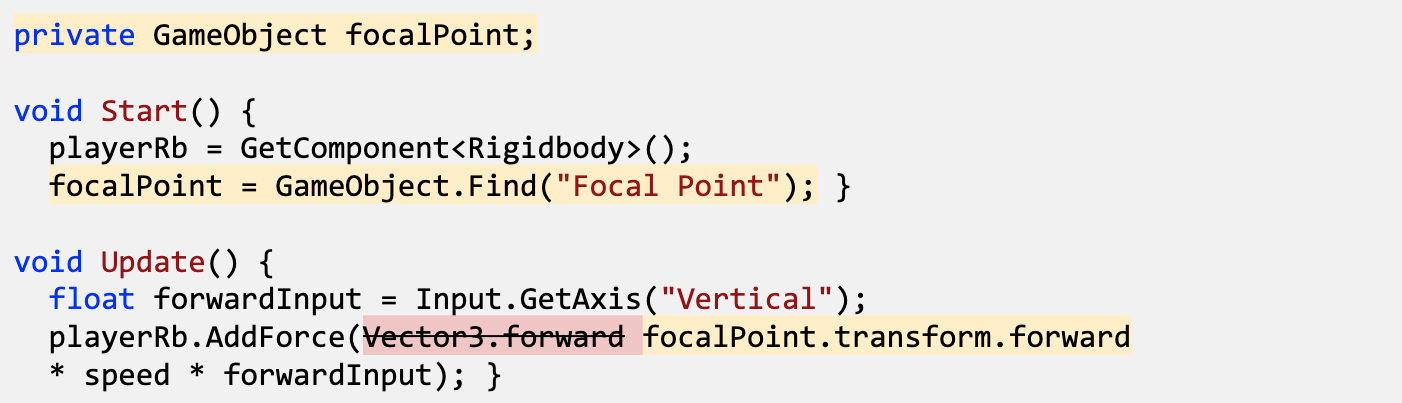 private GameObject focalPoint;
void Start() {
playerRb = GetComponent<Rigidbody>();
focalPoint = GameObject.Find("Focal Point"); }
void Update() {
float forwardInput = Input.GetAxis("Vertical");
playerRb.AddForce(Vector3.forward focalPoint.transform.forward
* speed * forwardInput); }